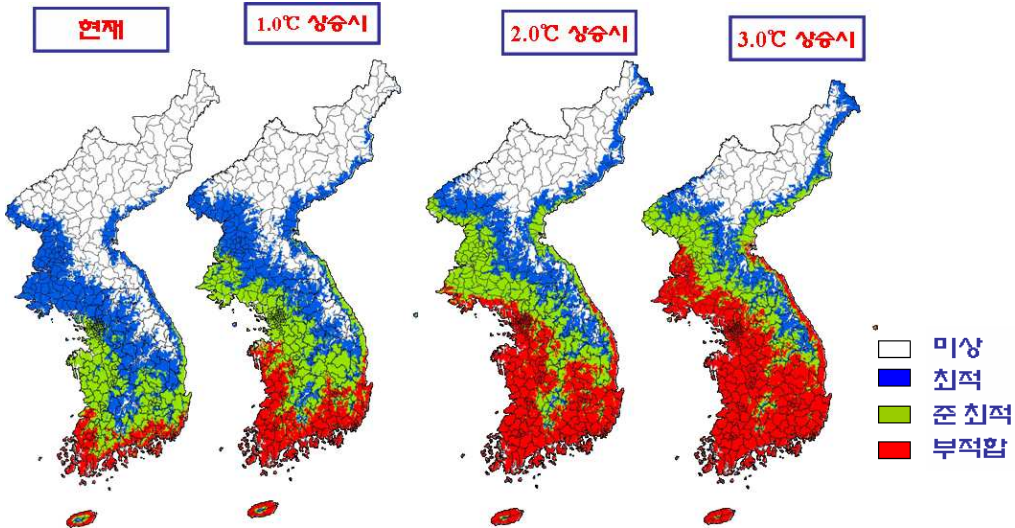 현재
1.0℃ 상승시
2.0℃ 상승시
3.0℃ 상승시
미상
최적
준 최적
부적합